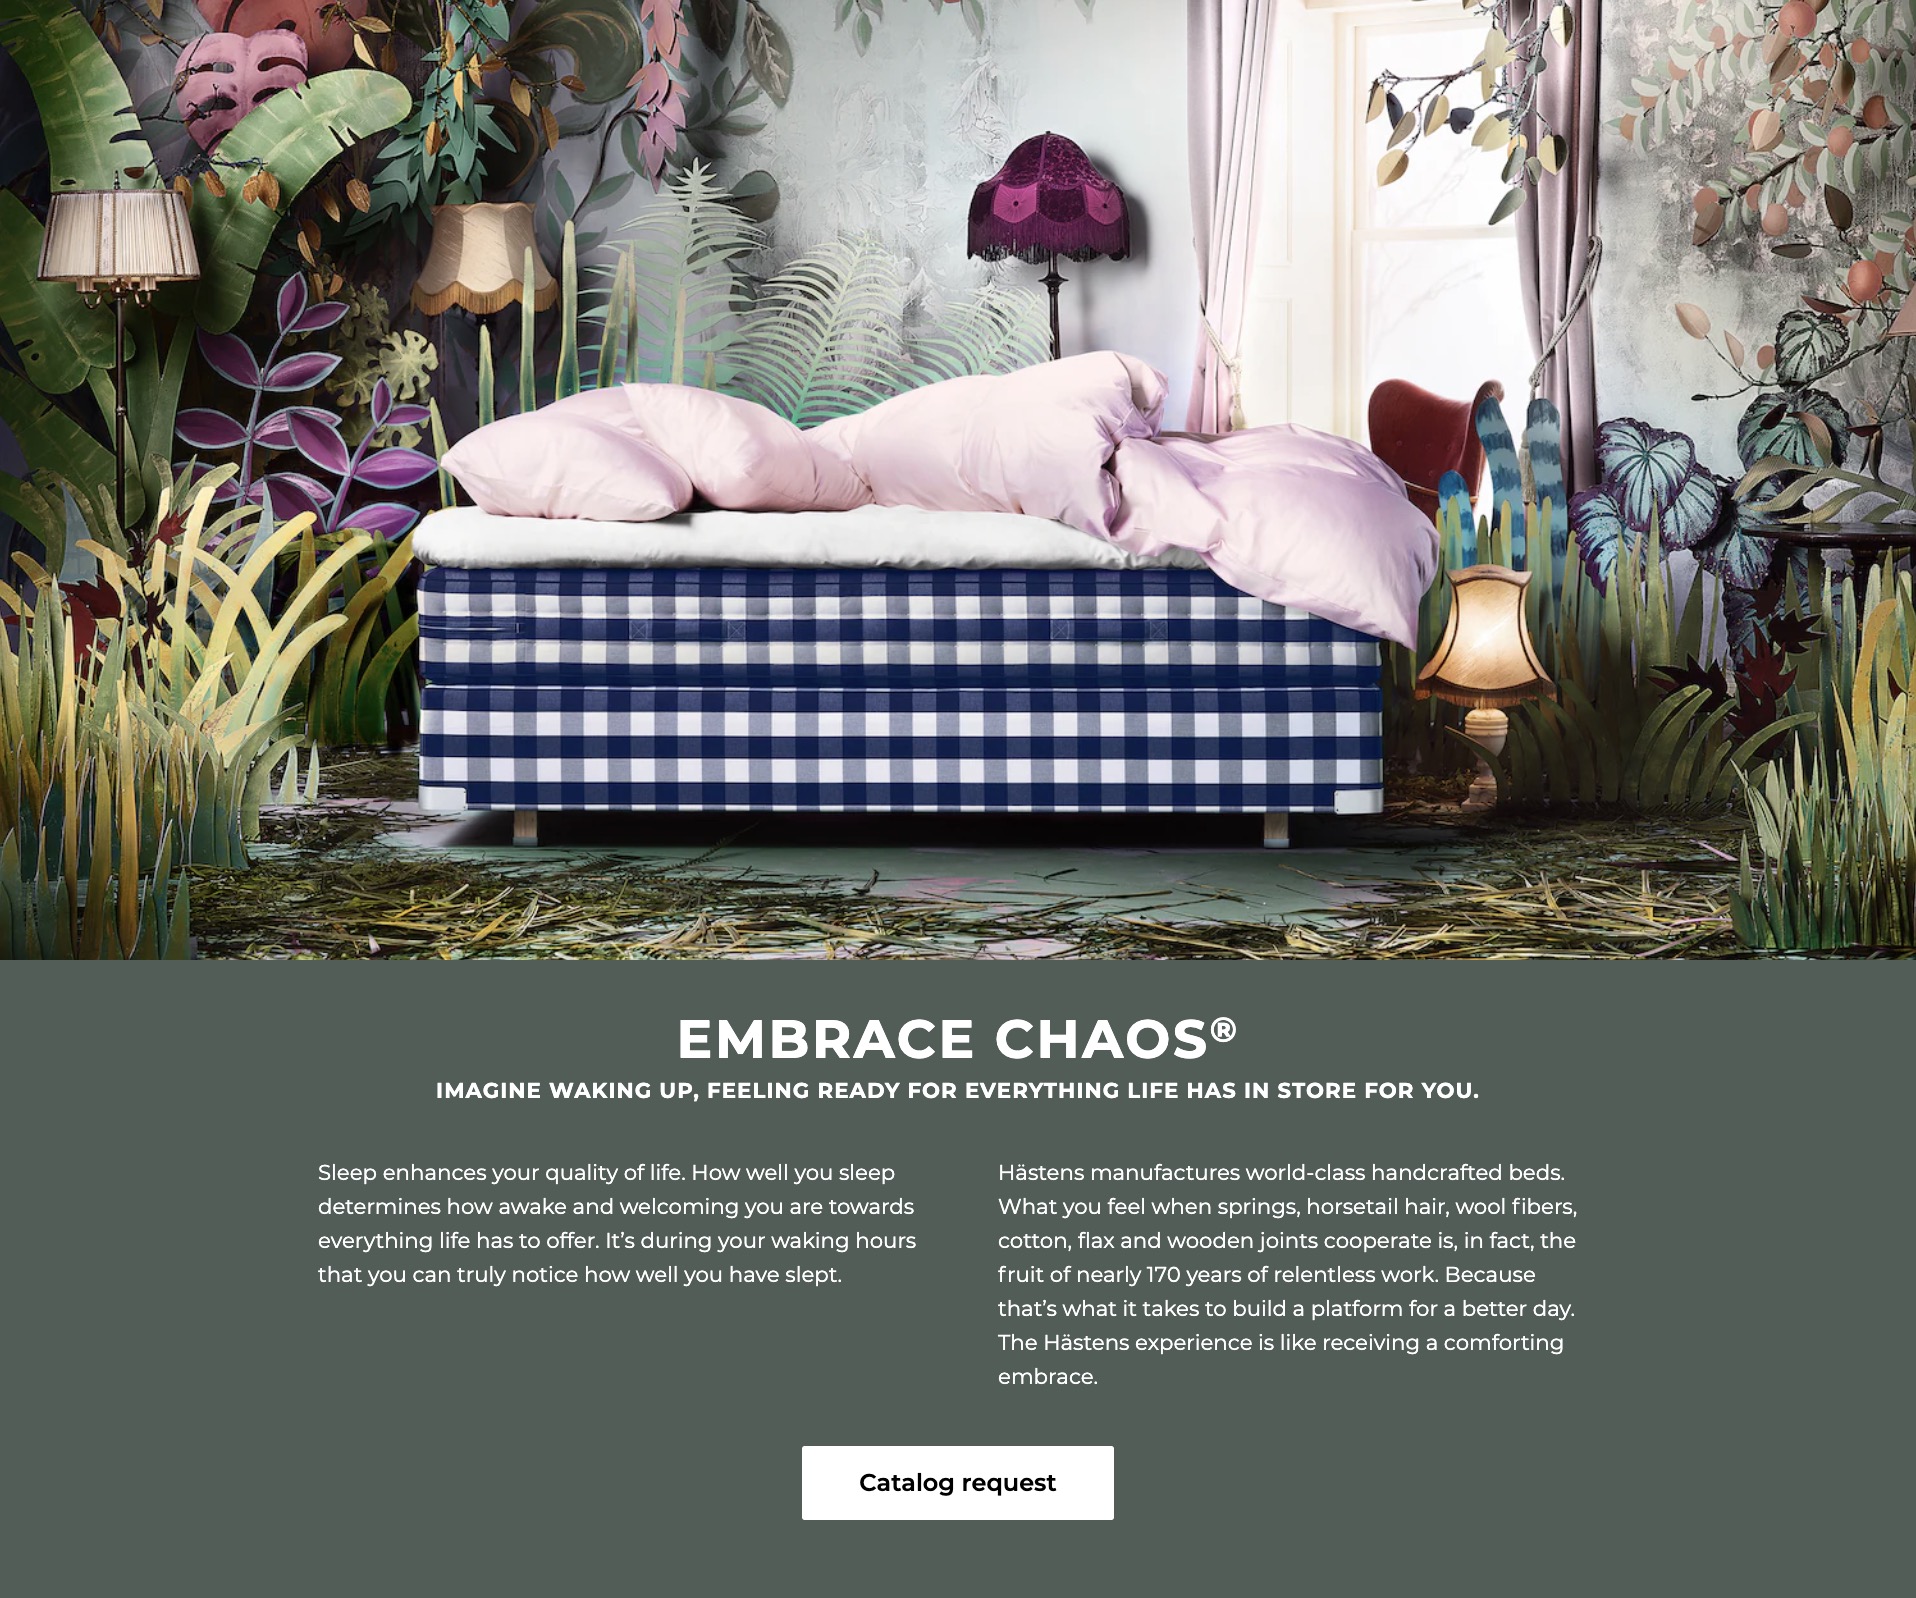 EMBRACE CHAOS®
IMAGINE WAKING UP, FEELING READY FOR EVERYTHING LIFE HAS IN STORE FOR YOU.
Sleep enhances your quality of life. How well you sleep
determines how awake and welcoming you are towards
everything life has to offer. It’s during your waking hours
that you can truly notice how well you have slept.
Hästens manufactures world-class handcrafted beds.
What you feel when springs, horsetail hair, wool fibers,
cotton, flax and wooden joints cooperate is, in fact, the
fruit of nearly 170 years of relentless work. Because
that’s what it takes to build a platform for a better day.
The Hästens experience is like receiving a comforting
embrace.
Catalog request